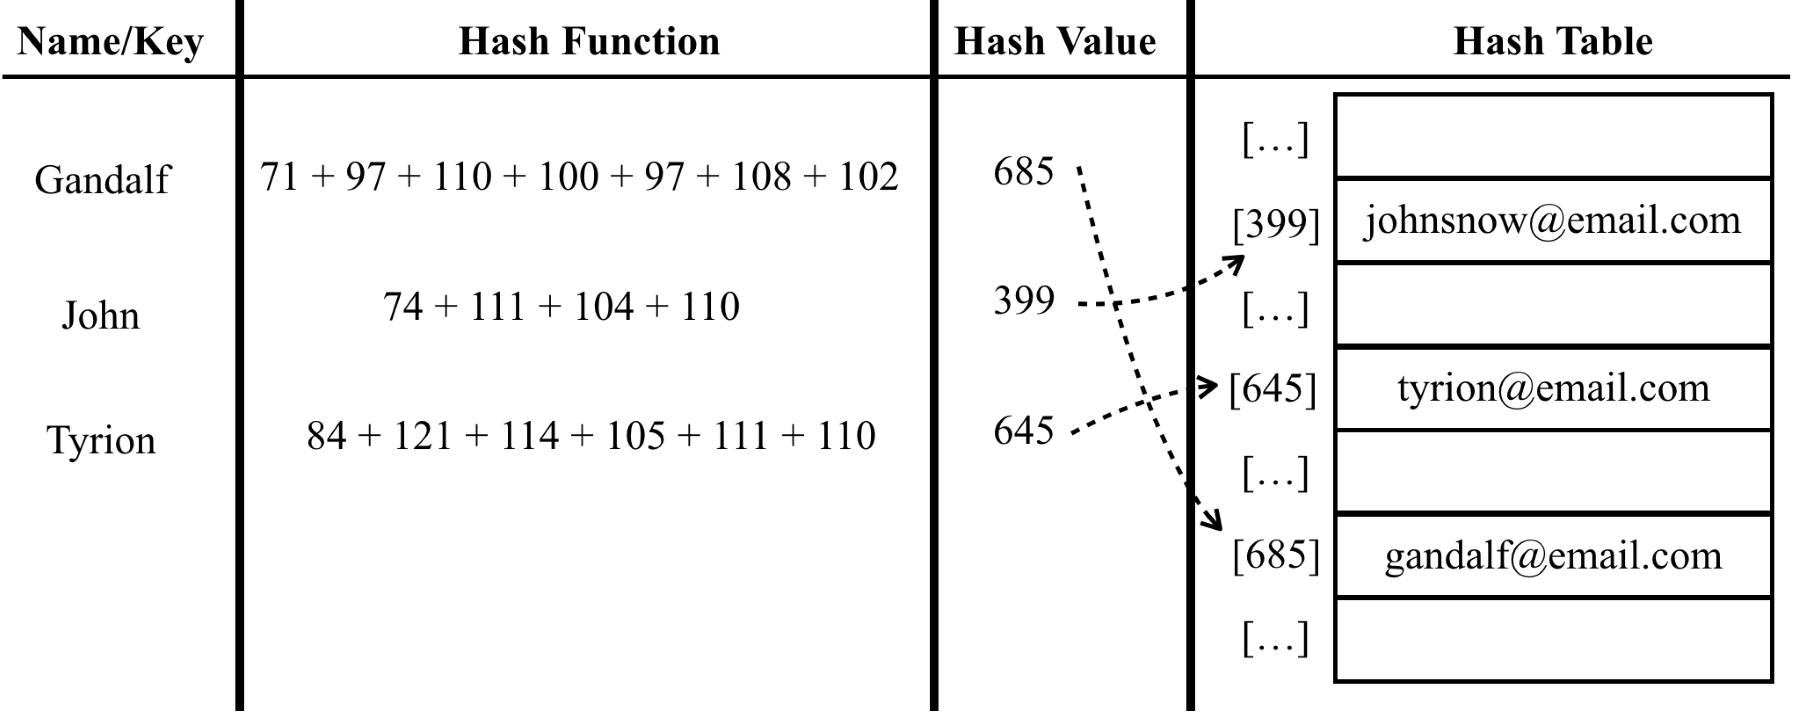 Name/Key Hash Function Hash Value Hash Table
[...]
Gandalf 71 + 97 + 110 + 100 + 97 + 108 + 102 685
[399] johnsnow@email.com
John 74 + 111 + 104 + 110 399 [...]
[645] tyrion@email.com
Tyrion 84 + 121 + 114 + 105 + 111 + 110 645
[...]
[685] gandalf@email.com
[...]